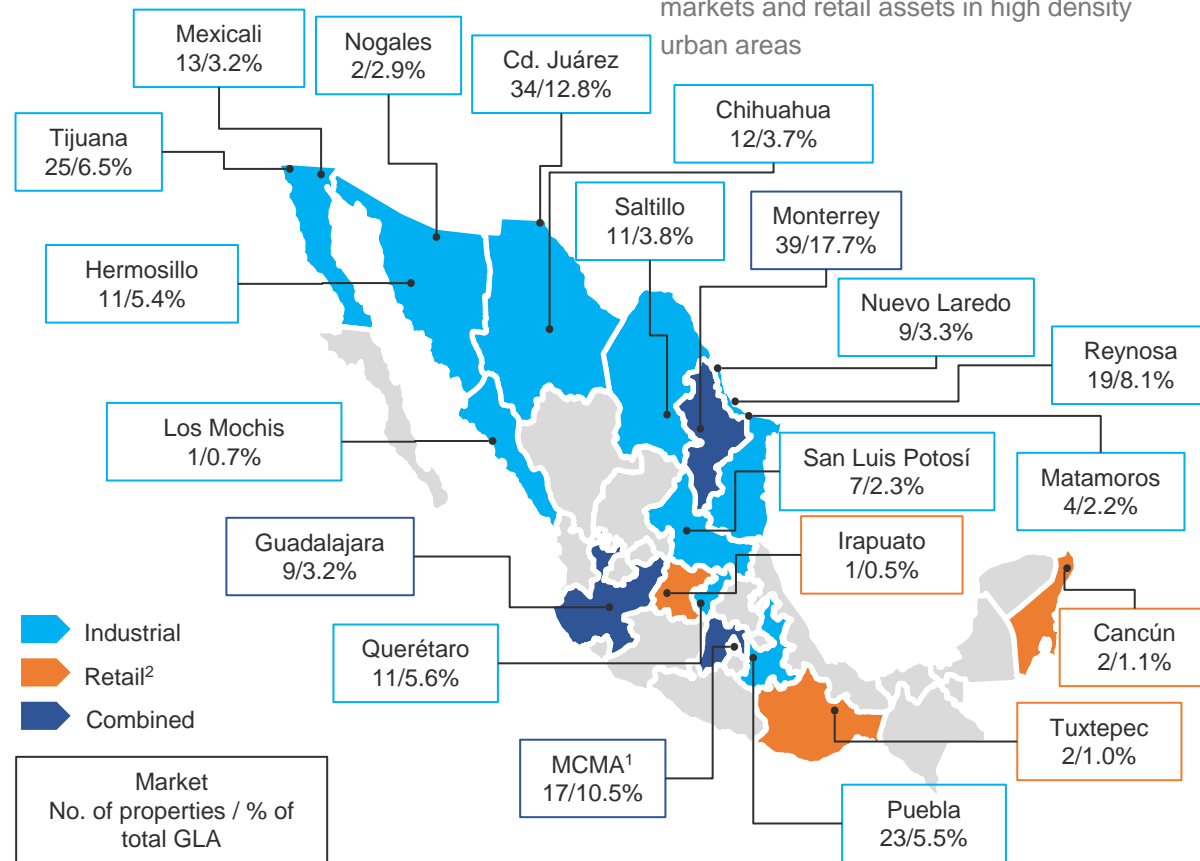 markets and retail assets in high density
urban areas
Mexicali
13/3.2%
Nogales
2/2.9%
Cd. Juárez
34/12.8%
Chihuahua
12/3.7%
Tijuana
25/6.5%
Saltillo
11/3.8%
Monterrey
39/17.7%
Hermosillo
11/5.4%
Nuevo Laredo
9/3.3%
Reynosa
19/8.1%
Los Mochis
1/0.7%
San Luis Potosí
7/2.3%
Matamoros
4/2.2%
Guadalajara
9/3.2%
Irapuato
1/0.5%
Industrial
Retail²
Combined
Querétaro
11/5.6%
Cancún
2/1.1%
Tuxtepec
2/1.0%
MCMA¹
17/10.5%
Puebla
23/5.5%
Market
No. of properties / % of
total GLA